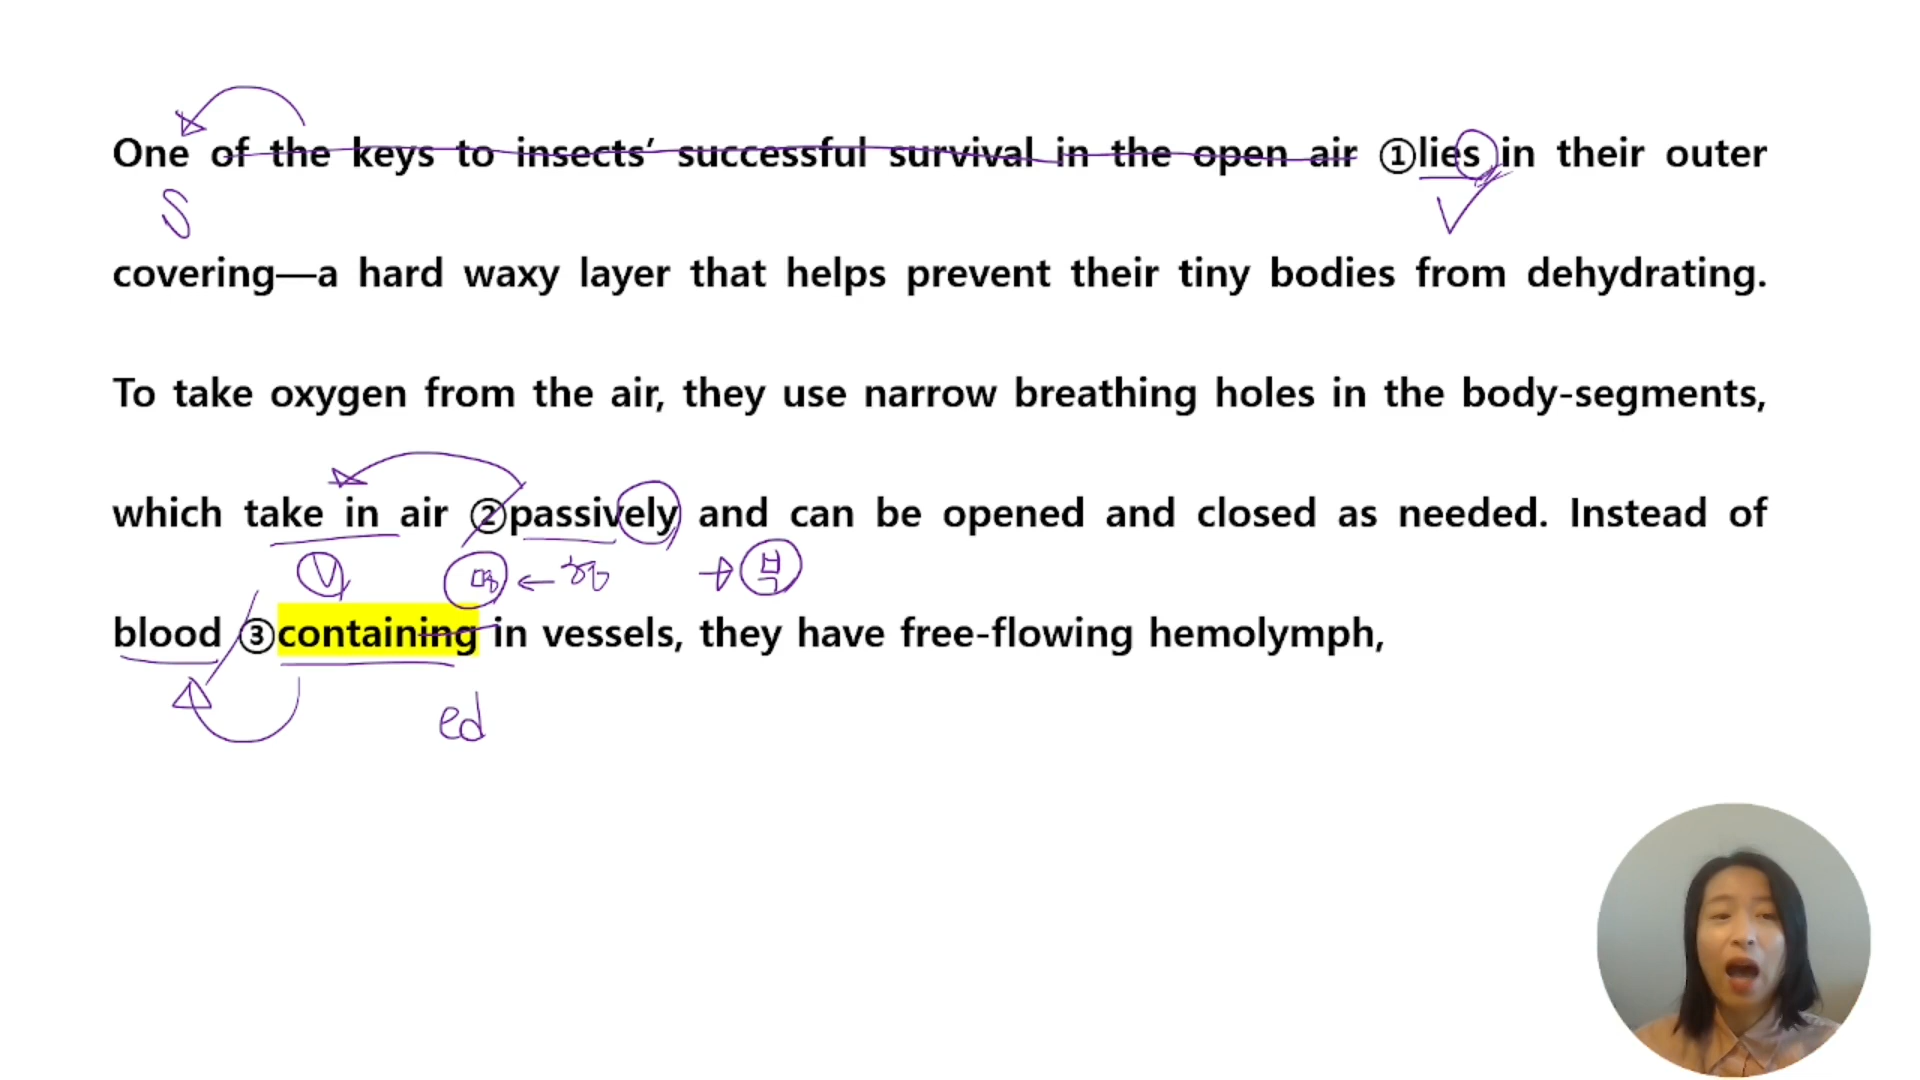 One of the keys to insects’ successful survival in the open air ①lies in their outer
S V
covering—a hard waxy layer that helps prevent their tiny bodies from dehydrating.
To take oxygen from the air, they use narrow breathing holes in the body-segments,
which take in air ②passively and can be opened and closed as needed. Instead of
V 명 ← 형 → 부
blood ③containing in vessels, they have free-flowing hemolymph,
ed